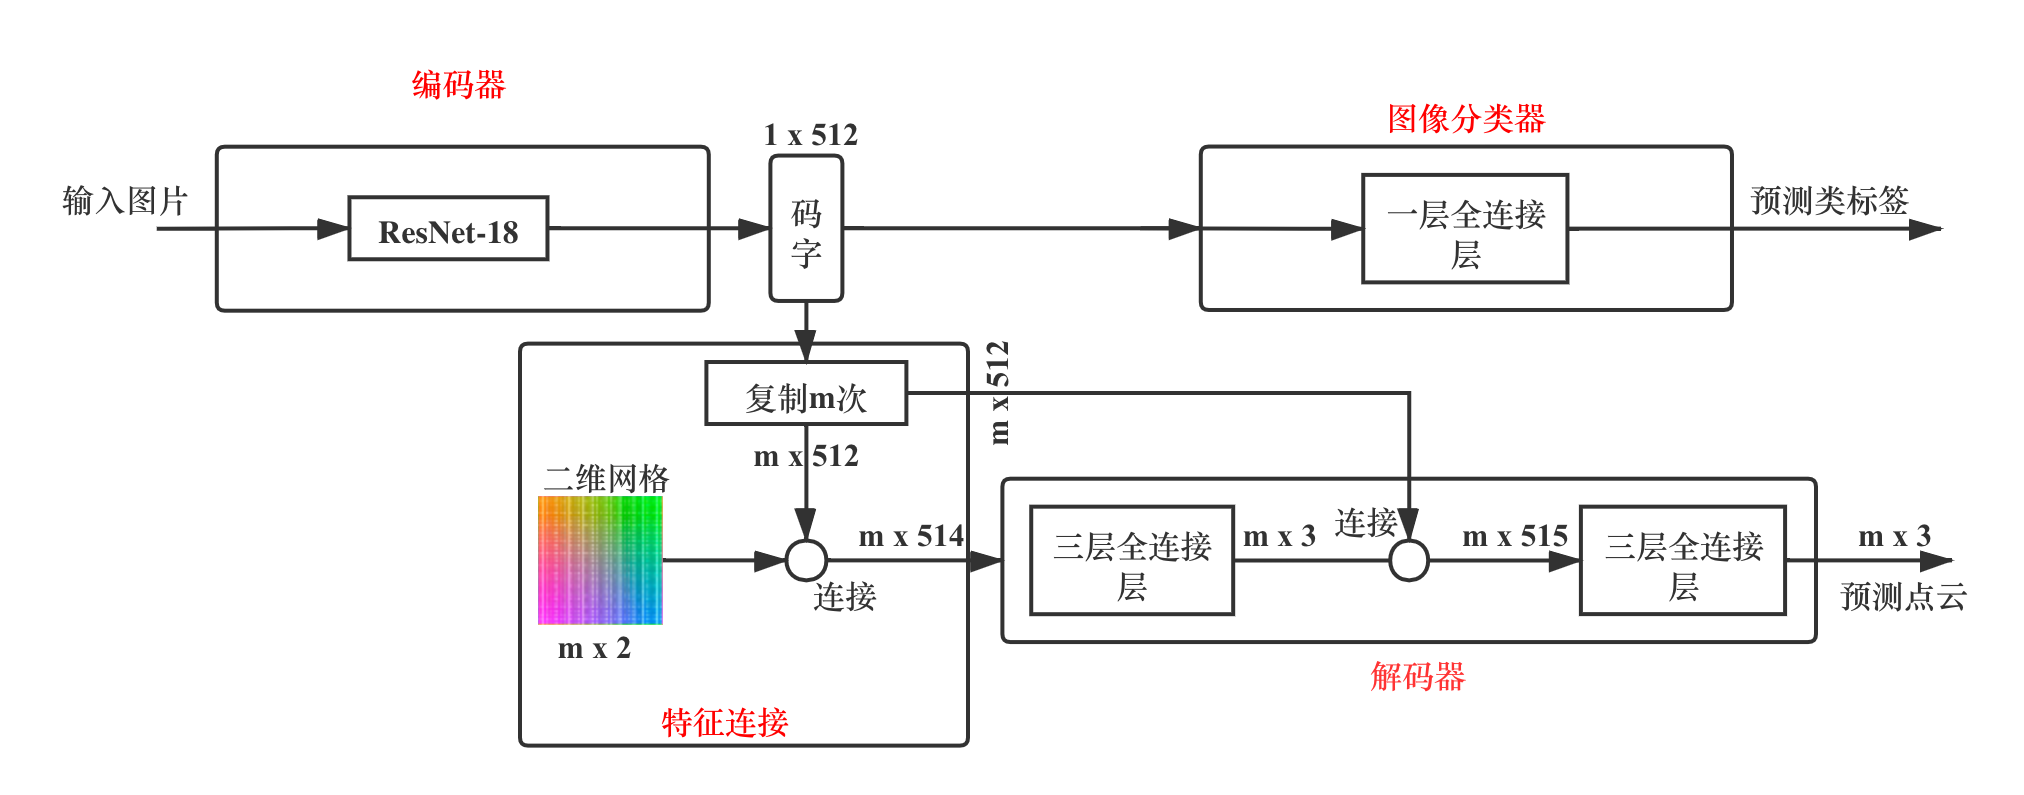 编码器
图像分类器
1 x 512
输入图片
ResNet-18
码
字
一层全连接
层
预测类标签
复制m次
m x 512
m x 512
二维网格
m x 2
连接
m x 514
特征连接
三层全连接
层
m x 3
连接
m x 515
三层全连接
层
m x 3
预测点云
解码器